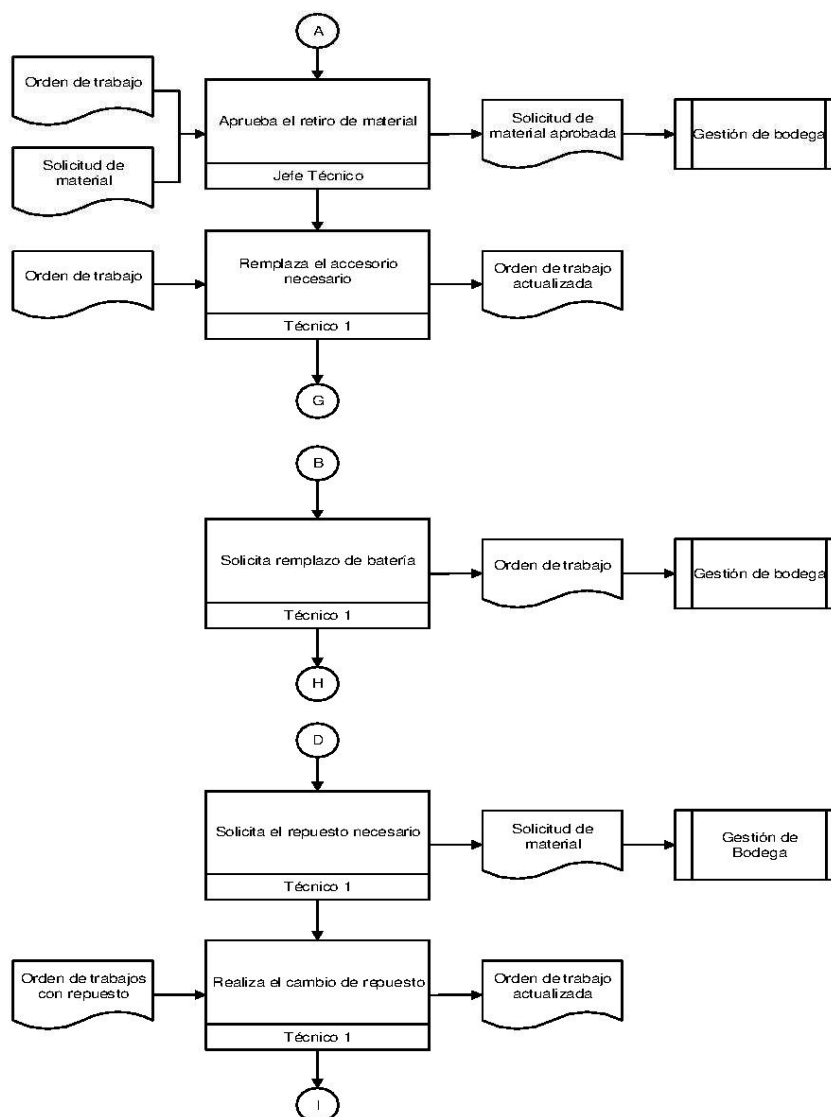 A
Orden de trabajo
Aprueba el retiro de material
Solicitud de
material aprobada
Gestión de bodega
Solicitud de
material
Jefe Técnico
Orden de trabajo
Remplaza el accesorio
necesario
Orden de trabajo
actualizada
Técnico 1
G
B
Solicita remplazo de batería
Orden de trabajo
Gestión de bodega
Técnico 1
H
D
Solicita el repuesto necesario
Solicitud de
material
Gestión de
Bodega
Técnico 1
Orden de trabajos
con repuesto
Realiza el cambio de repuesto
Orden de trabajo
actualizada
Técnico 1
I